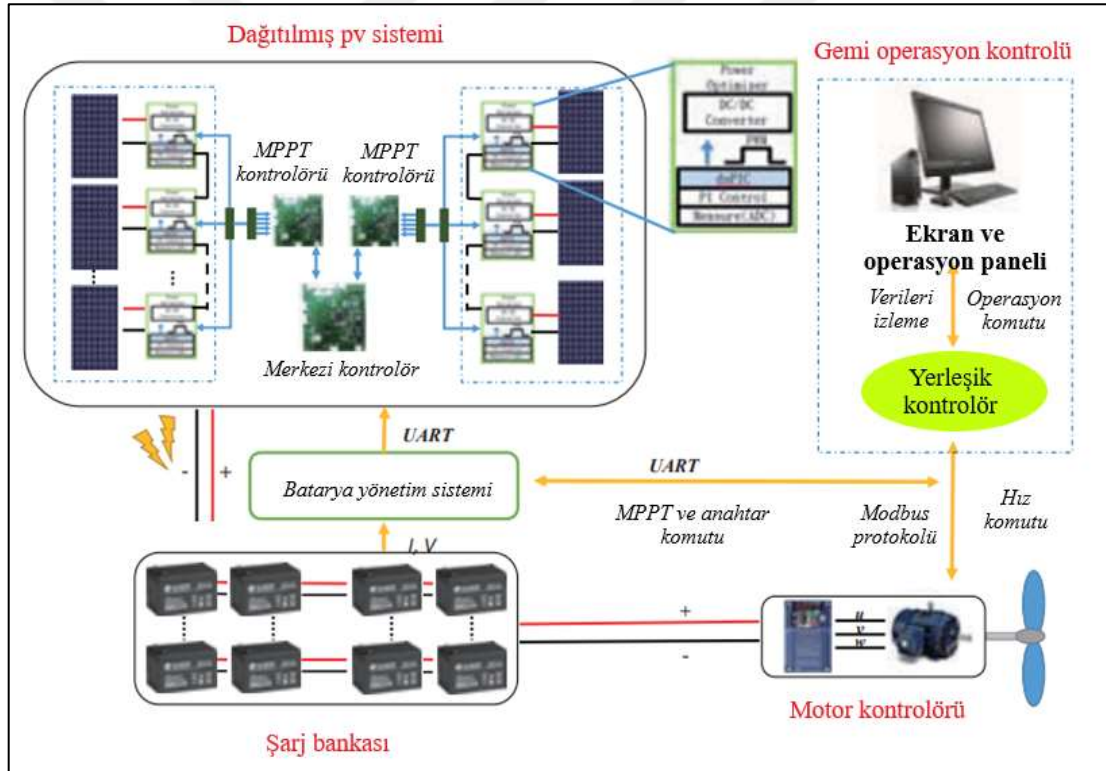 Dağıtılmış pv sistemi
Gemi operasyon kontrolü
Power
Optimizer
DC/DC
Converter
PWM
dsPIC
PI Control
Measure(ADC)
MPPT
kontrolörü
MPPT
kontrolörü
Merkezi kontrolör
Ekran ve
operasyon paneli
Verileri
izleme
Operasyon
komutu
Yerleşik
kontrolör
UART
-
+
Batarya yönetim sistemi
UART
MPPT ve anahtar
komutu
Modbus
protokolü
Hız
komutu
I, V
+
-
u
v
w
Şarj bankası
Motor kontrolörü